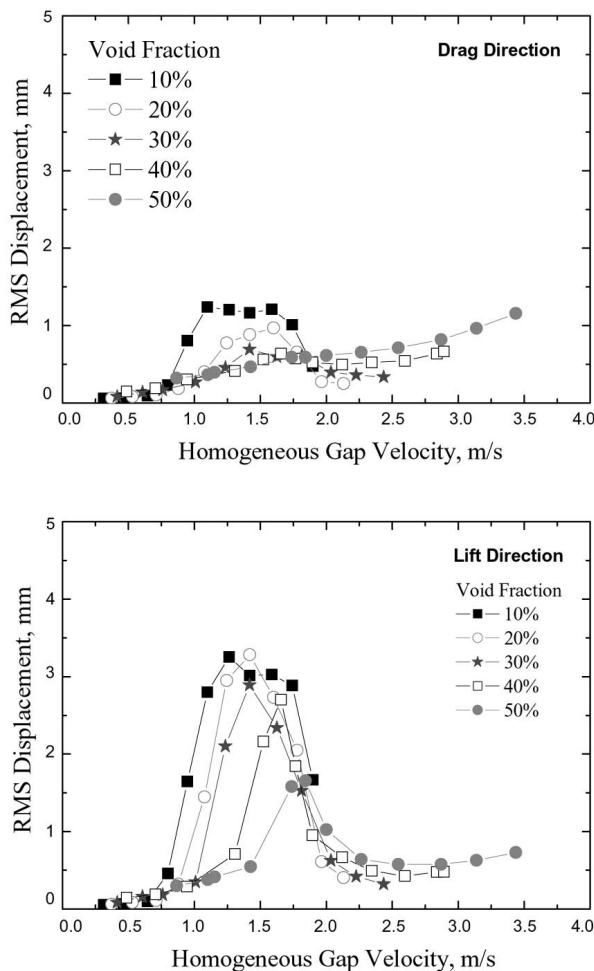 5
Void Fraction
Drag Direction
10%
4
20%
30%
3
40%
50%
2
1
0
0.0 0.5 1.0 1.5 2.0 2.5 3.0 3.5 4.0
RMS Displacement, mm
Homogeneous Gap Velocity, m/s
5
Lift Direction
Void Fraction
4
10%
20%
30%
3
40%
50%
2
1
0
0.0 0.5 1.0 1.5 2.0 2.5 3.0 3.5 4.0
RMS Displacement, mm
Homogeneous Gap Velocity, m/s